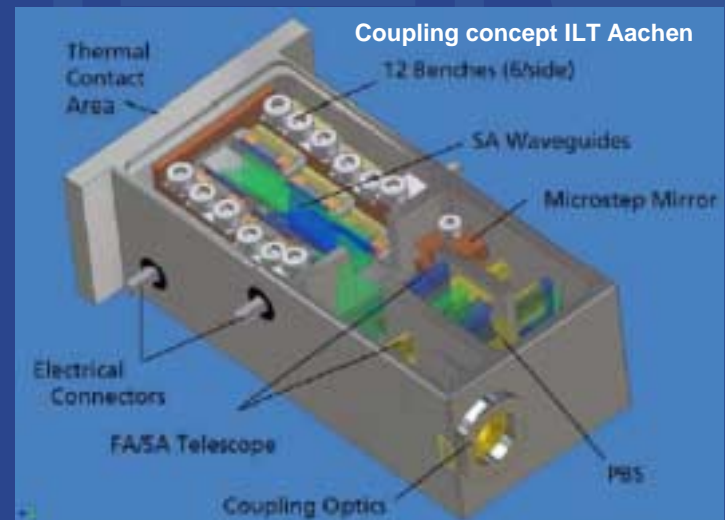 Coupling concept ILT Aachen
Thermal
Contact
Area
12 Benches (6/side)
SA Waveguides
Microstep Mirror
Electrical
Connectors
FA/SA Telescope
Coupling Optics
PBS